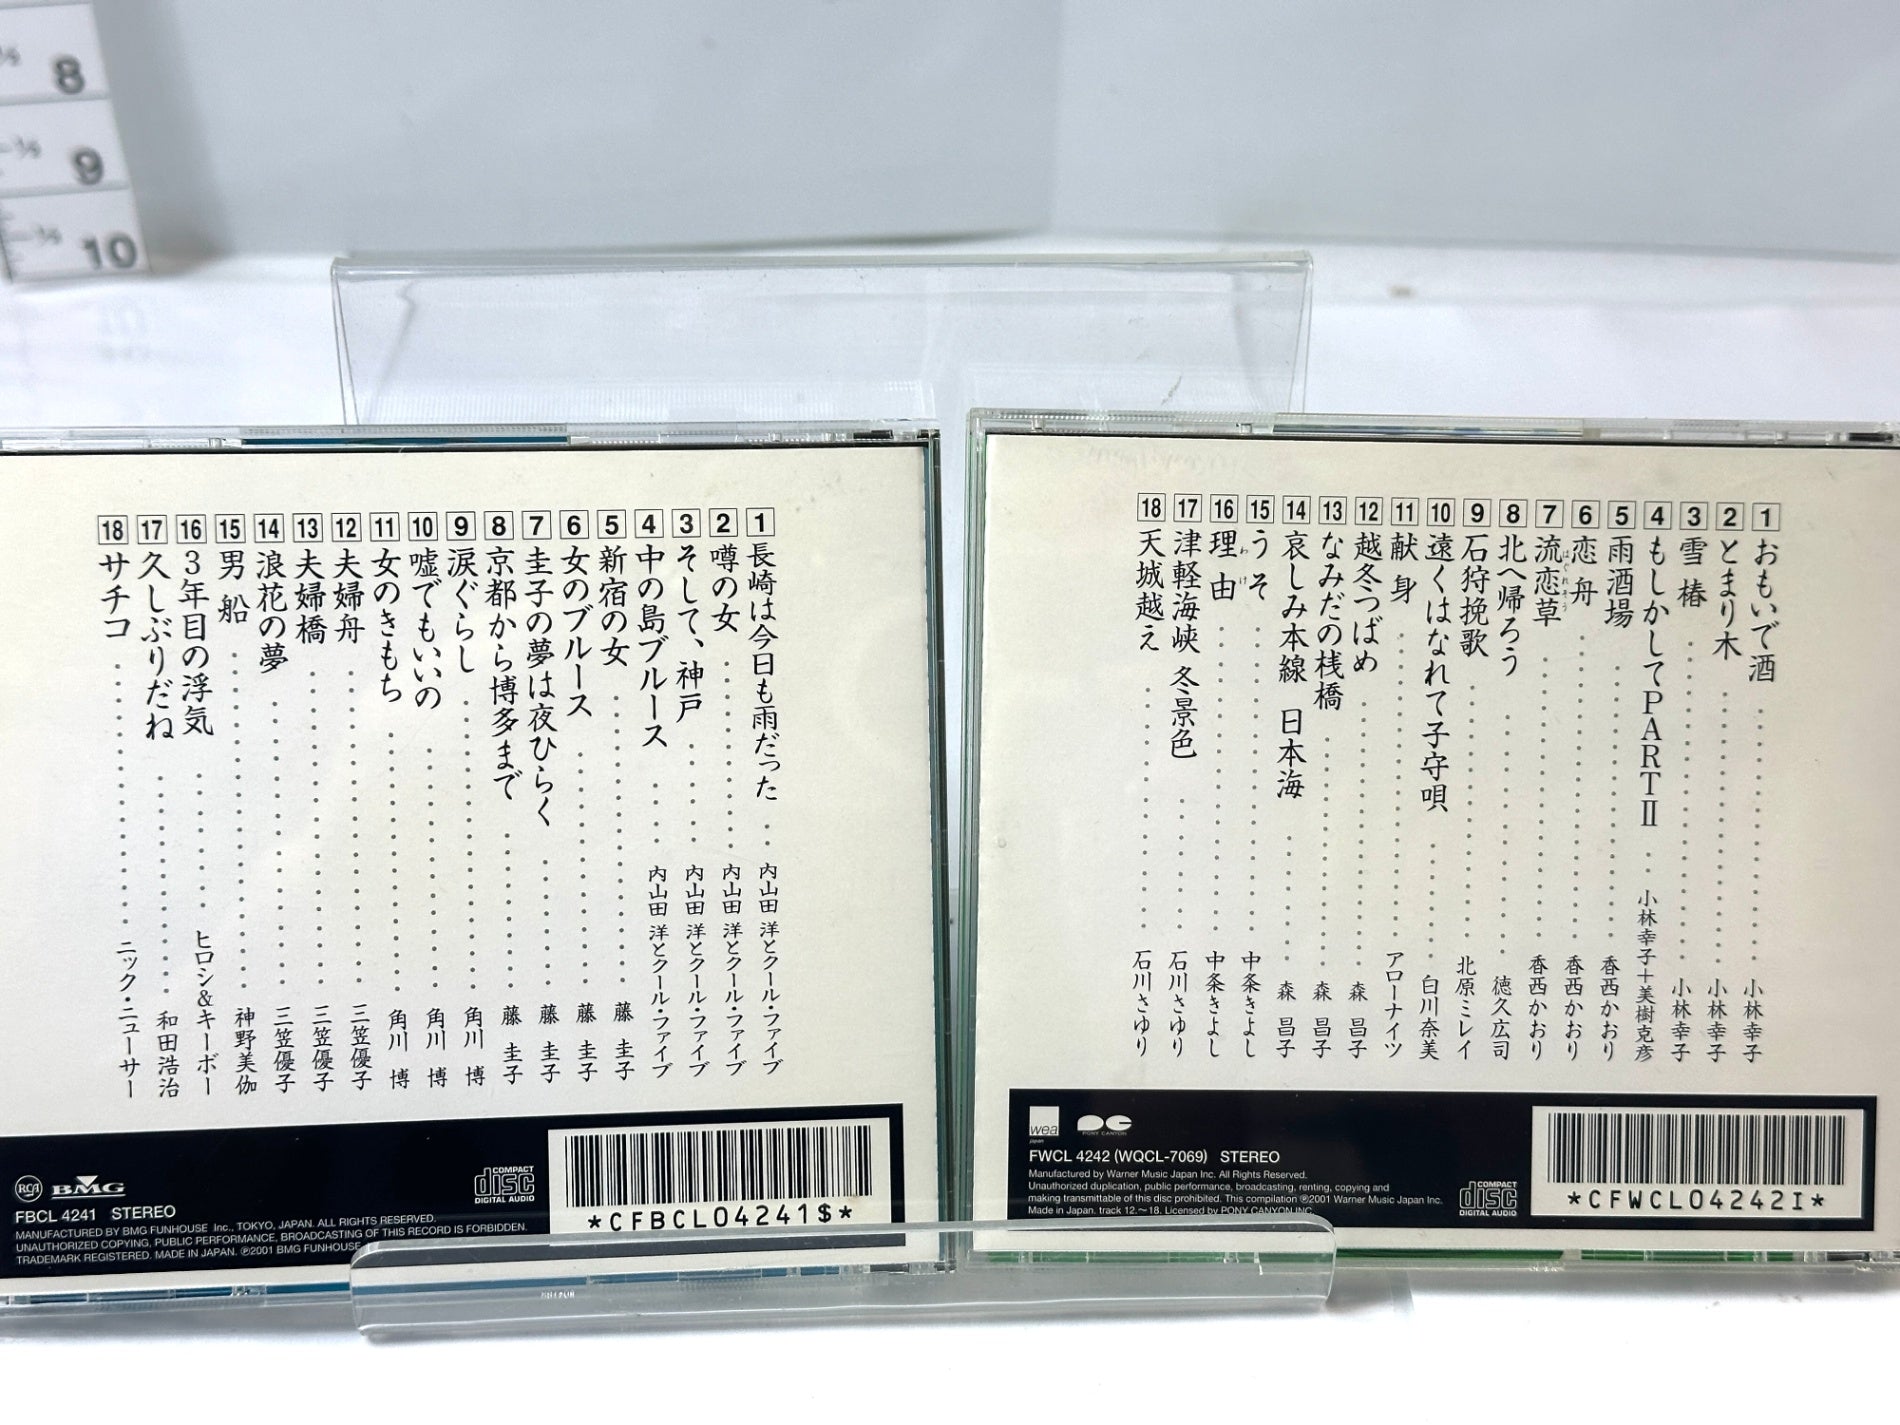 8
9
10
1 長崎は今日も雨だった 内山田 洋とクール・ファイブ
2 噂の女 内山田 洋とクール・ファイブ
3 そして、神戸 内山田 洋とクール・ファイブ
4 中の島ブルース 内山田 洋とクール・ファイブ
5 新宿の女 藤 圭子
6 女のブルース 藤 圭子
7 圭子の夢は夜ひらく 藤 圭子
8 京都から博多まで 藤 圭子
9 涙ぐらし 角川 博
10 嘘でもいいの 角川 博
11 女のきもち 角川 博
12 夫婦舟 三笠優子
13 夫婦橋 三笠優子
14 浪花の夢 三笠優子
15 男船 神野美伽
16 3年目の浮気 ヒロシ&キーボー
17 久しぶりだね 和田浩治
18 サチコ ニック・ニューサー
RCA BMG
FBCL 4241 STEREO
MANUFACTURED BY BMG FUNHOUSE Inc., TOKYO, JAPAN. ALL RIGHTS RESERVED.
UNAUTHORIZED COPYING, PUBLIC PERFORMANCE, BROADCASTING OF THIS RECORD IS FORBIDDEN.
TRADEMARK REGISTERED. MADE IN JAPAN. ℗2001 BMG FUNHOUSE
COMPACT
disc
DIGITAL AUDIO
*CFBCL04241$*
1 おもいで酒 小林幸子
2 とまり木 小林幸子
3 雪椿 小林幸子
4 もしかしてPARTⅡ 小林幸子+美樹克彦
5 雨酒場 香西かおり
6 恋舟 香西かおり
7 流恋草 はぐれそう 香西かおり
8 北へ帰ろう 徳久広司
9 石狩挽歌 北原ミレイ
10 遠くはなれて子守唄 白川奈美
11 献身 アローナイツ
12 越冬つばめ 森 昌子
13 なみだの桟橋 森 昌子
14 哀しみ本線 日本海 森 昌子
15 うそ 中条きよし
16 理由 わけ 中条きよし
17 津軽海峡 冬景色 石川さゆり
18 天城越え 石川さゆり
wea
japan
PONY CANYON
FWCL 4242 (WQCL-7069) STEREO
Manufactured by Warner Music Japan Inc. All Rights Reserved.
Unauthorized duplication, public performance, broadcasting, renting, copying and
making transmittable of this disc prohibited. This compilation ℗2001 Warner Music Japan Inc.
Made in Japan. track 12.〜18. Licensed by PONY CANYON INC.
COMPACT
disc
DIGITAL AUDIO
*CFWCL04242I*